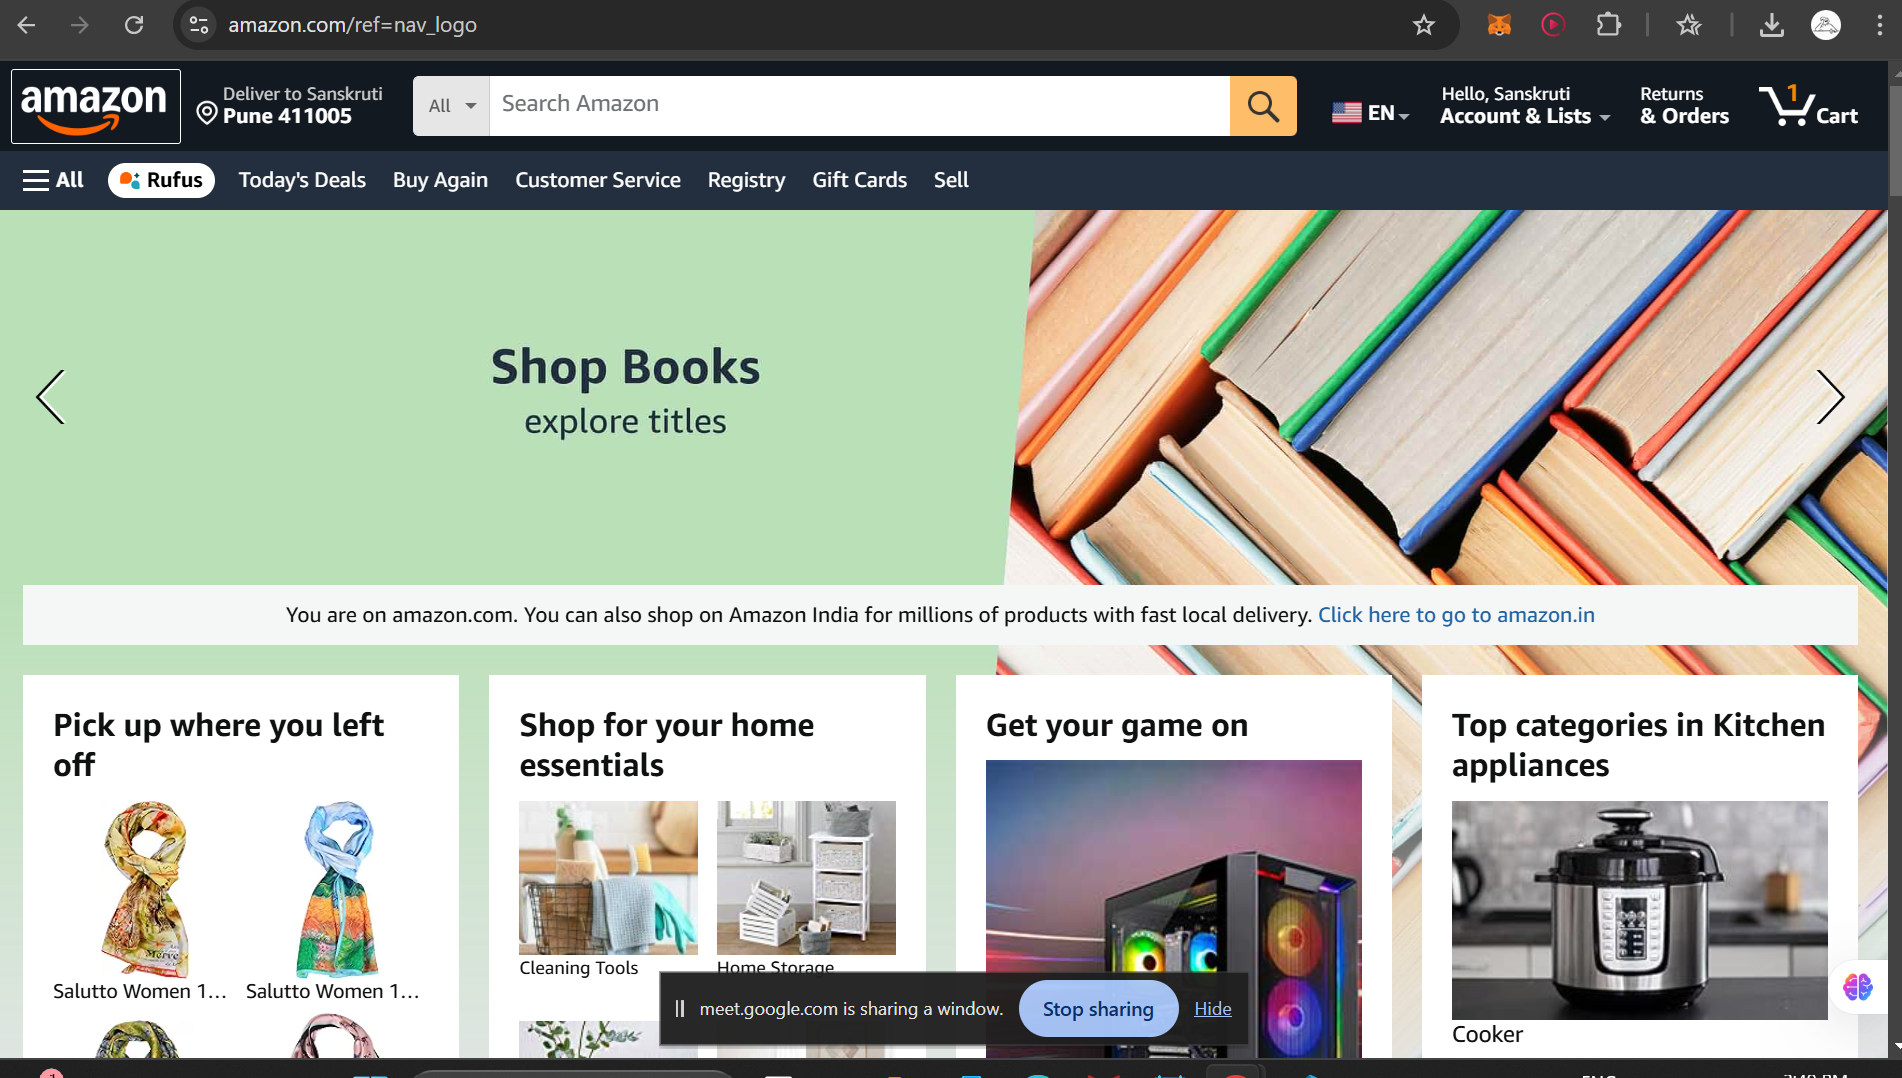 amazon.com/ref=nav_logo
amazon
Deliver to Sanskruti
Pune 411005
All
Search Amazon
EN
Hello, Sanskruti
Account & Lists
Returns
& Orders
1
Cart
All
Rufus
Today's Deals
Buy Again
Customer Service
Registry
Gift Cards
Sell
Shop Books
explore titles
You are on amazon.com. You can also shop on Amazon India for millions of products with fast local delivery. Click here to go to amazon.in
Pick up where you left
off
Salutto Women 1...
Salutto Women 1...
Shop for your home
essentials
Cleaning Tools
Home Storage
Get your game on
Top categories in Kitchen
appliances
Cooker
meet.google.com is sharing a window.
Stop sharing
Hide